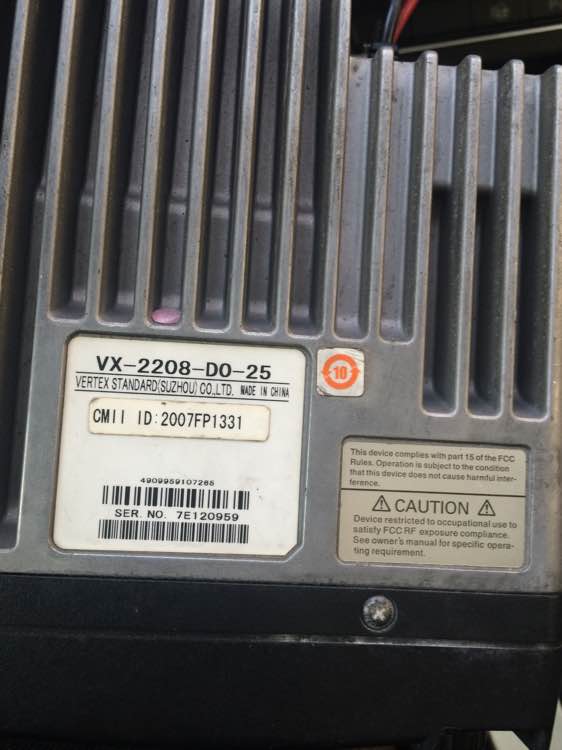 VX-2208-DO-25
VERTEX STANDARD(SUZHOU) CO.,LTD. MADE IN CHINA
CMII ID:2007FP1331
4909959107265
SER. NO. 7E120959
10
This device complies with part 15 of the FCC
Rules. Operation is subject to the condition
that this device does not cause harmful inter-
ference.
⚠ CAUTION ⚠
Device restricted to occupational use to
satisfy FCC RF exposure compliance.
See owner's manual for specific opera-
ting requirement.